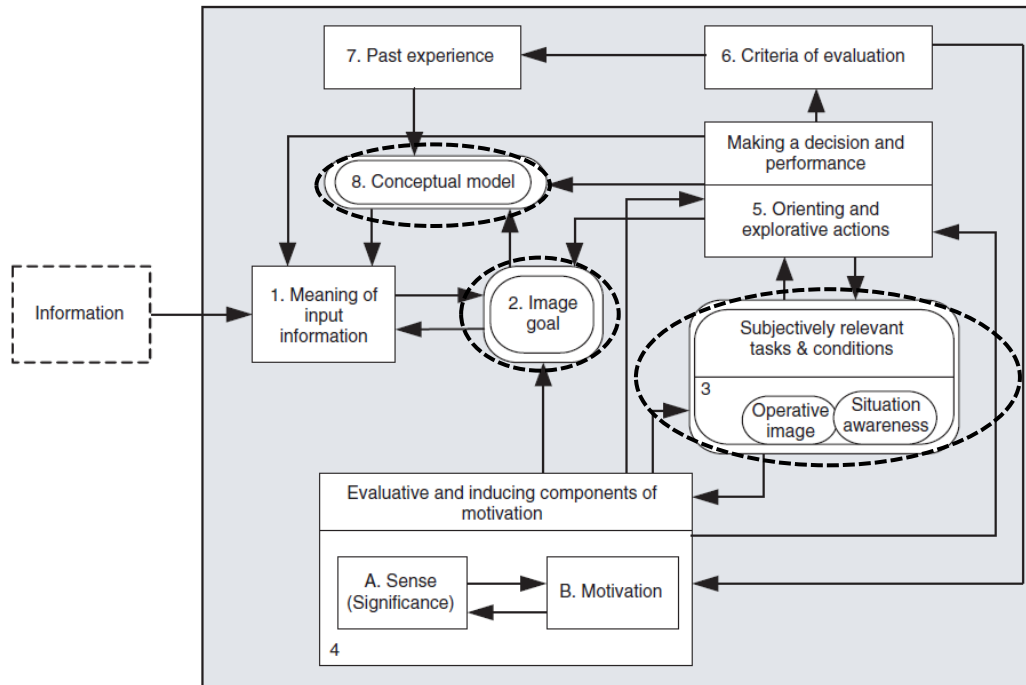 7. Past experience
6. Criteria of evaluation
Making a decision and
performance
8. Conceptual model
5. Orienting and
explorative actions
Information
1. Meaning of
input
information
2. Image
goal
Subjectively relevant
tasks & conditions
3
Operative
image
Situation
awareness
Evaluative and inducing components of
motivation
A. Sense
(Significance)
B. Motivation
4